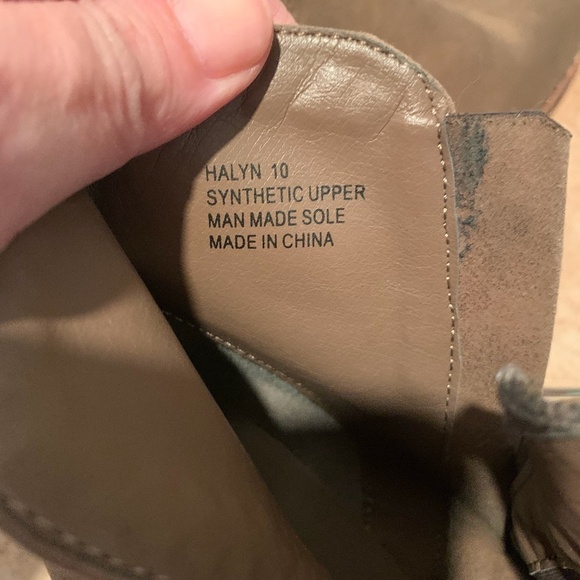 HALYN 10
SYNTHETIC UPPER
MAN MADE SOLE
MADE IN CHINA